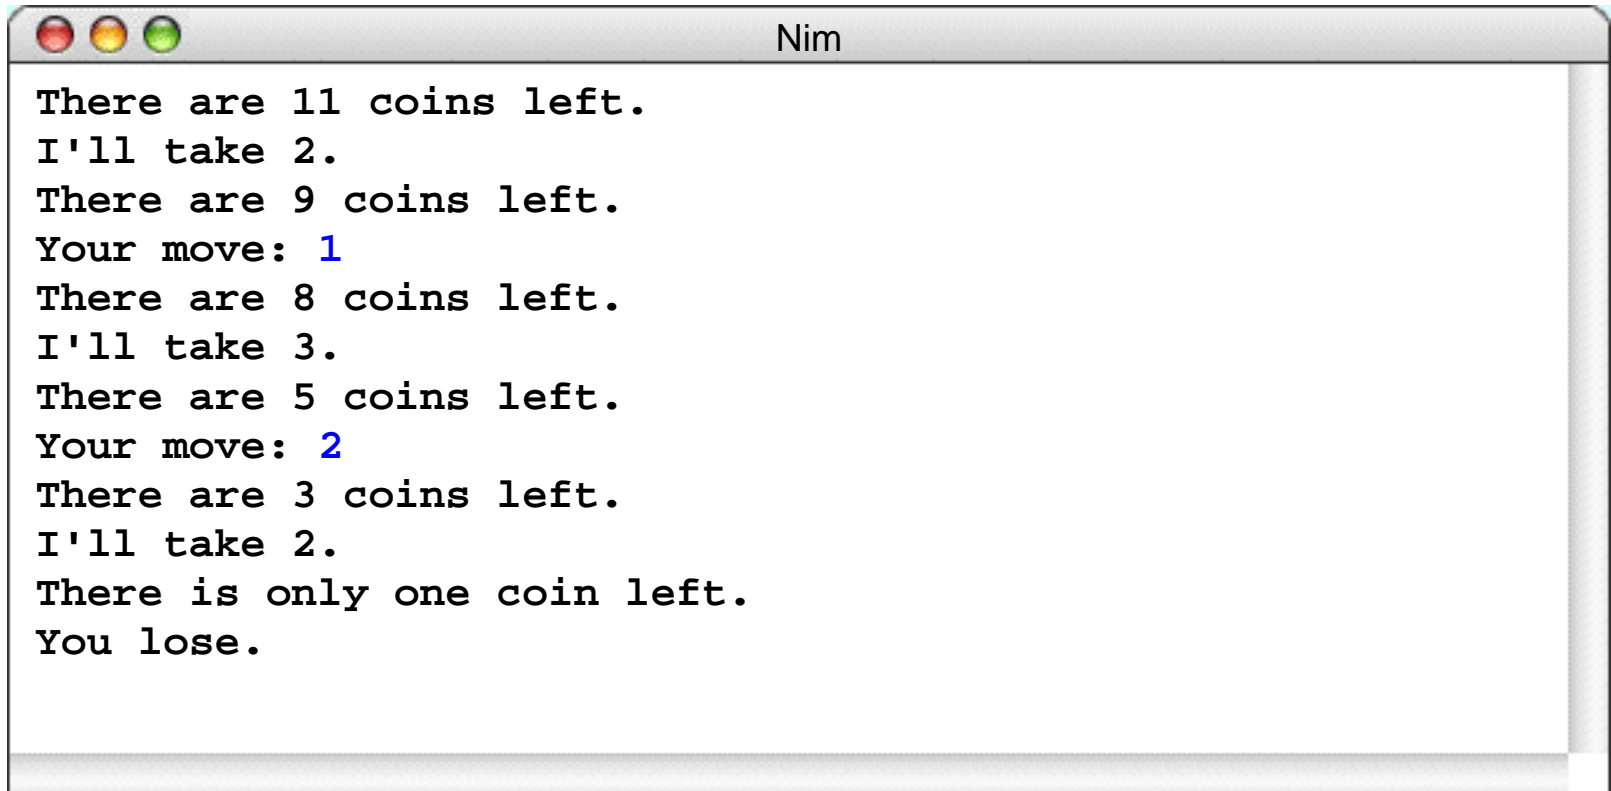 Nim
There are 11 coins left.
I'll take 2.
There are 9 coins left.
Your move: 1
There are 8 coins left.
I'll take 3.
There are 5 coins left.
Your move: 2
There are 3 coins left.
I'll take 2.
There is only one coin left.
You lose.